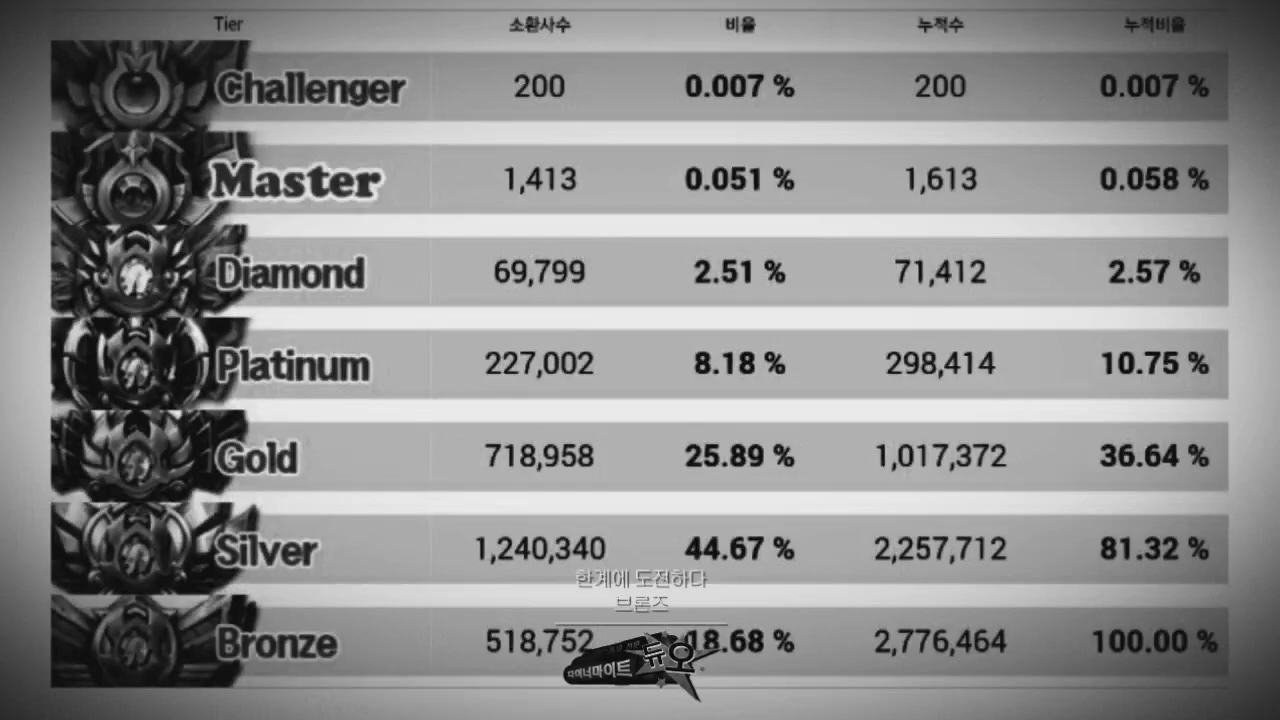 Tier 소환사수 비율 누적수 누적비율
Challenger 200 0.007 % 200 0.007 %
Master 1,413 0.051 % 1,613 0.058 %
Diamond 69,799 2.51 % 71,412 2.57 %
Platinum 227,002 8.18 % 298,414 10.75 %
Gold 718,958 25.89 % 1,017,372 36.64 %
Silver 1,240,340 44.67 % 2,257,712 81.32 %
한계에 도전하다
브롬즈
Bronze 518,752 18.68 % 2,776,464 100.00 %
다이너마이트 듀오